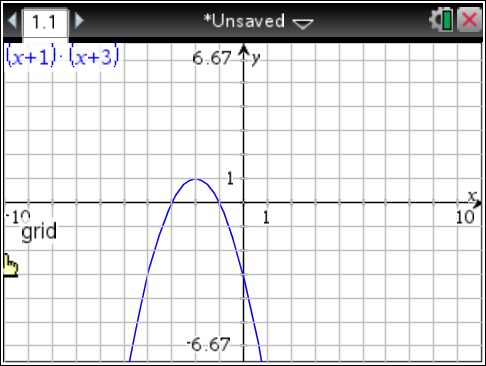 1.1 *Unsaved
(x+1)·(x+3) 6.67 y
1 x
-10 1 10
grid
-6.67